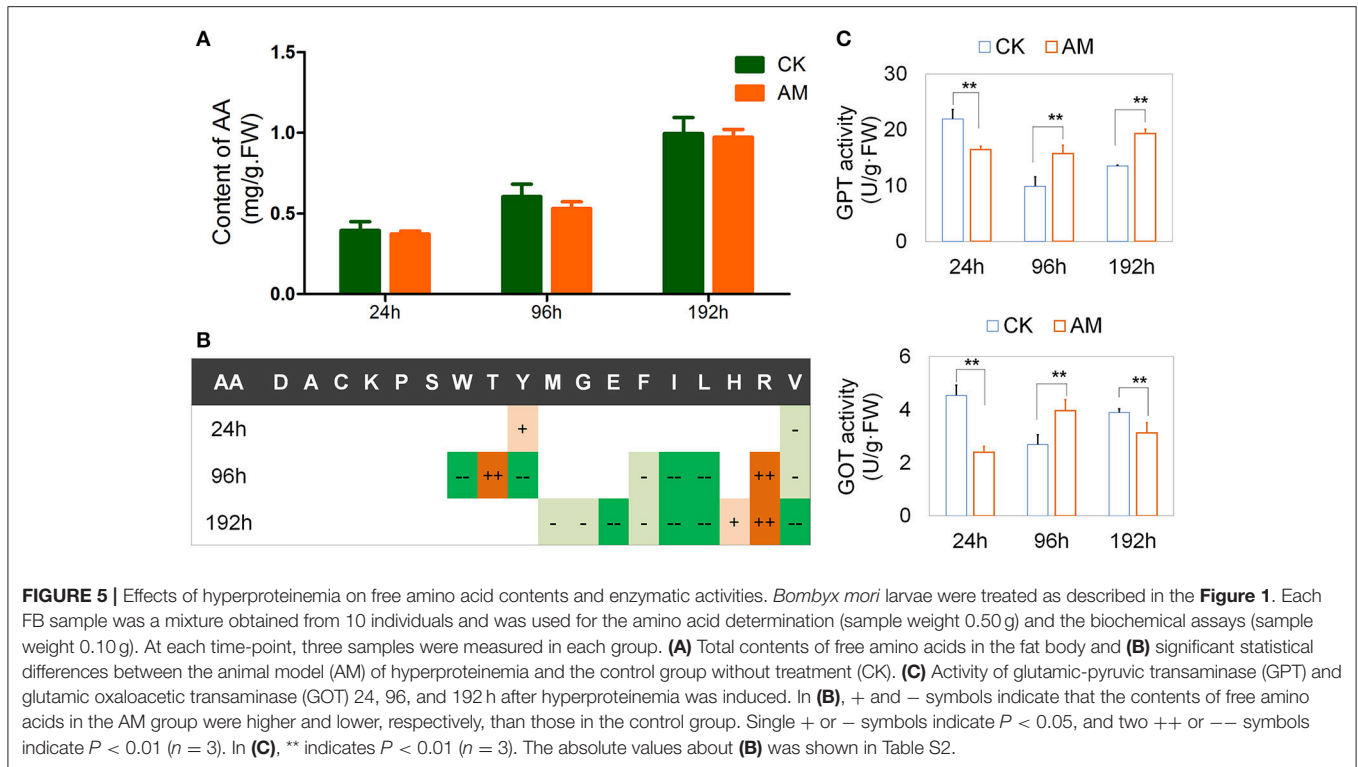 A
1.5
1.0
0.5
0.0
Content of AA
(mg/g.FW)
CK
AM
24h 96h 192h
B
AA D A C K P S W T Y M G E F I L H R V
24h + -
96h -- ++ -- - -- -- ++ -
192h - - -- - -- -- + ++ --
C
CK AM
30
20
10
0
GPT activity
(U/g·FW)
** ** **
24h 96h 192h
CK AM
6
4
2
0
GOT activity
(U/g·FW)
** ** **
24h 96h 192h
FIGURE 5 | Effects of hyperproteinemia on free amino acid contents and enzymatic activities. Bombyx mori larvae were treated as described in the Figure 1. Each
FB sample was a mixture obtained from 10 individuals and was used for the amino acid determination (sample weight 0.50 g) and the biochemical assays (sample
weight 0.10 g). At each time-point, three samples were measured in each group. (A) Total contents of free amino acids in the fat body and (B) significant statistical
differences between the animal model (AM) of hyperproteinemia and the control group without treatment (CK). (C) Activity of glutamic-pyruvic transaminase (GPT) and
glutamic oxaloacetic transaminase (GOT) 24, 96, and 192 h after hyperproteinemia was induced. In (B), + and − symbols indicate that the contents of free amino
acids in the AM group were higher and lower, respectively, than those in the control group. Single + or − symbols indicate P < 0.05, and two ++ or −− symbols
indicate P < 0.01 (n = 3). In (C), ** indicates P < 0.01 (n = 3). The absolute values about (B) was shown in Table S2.